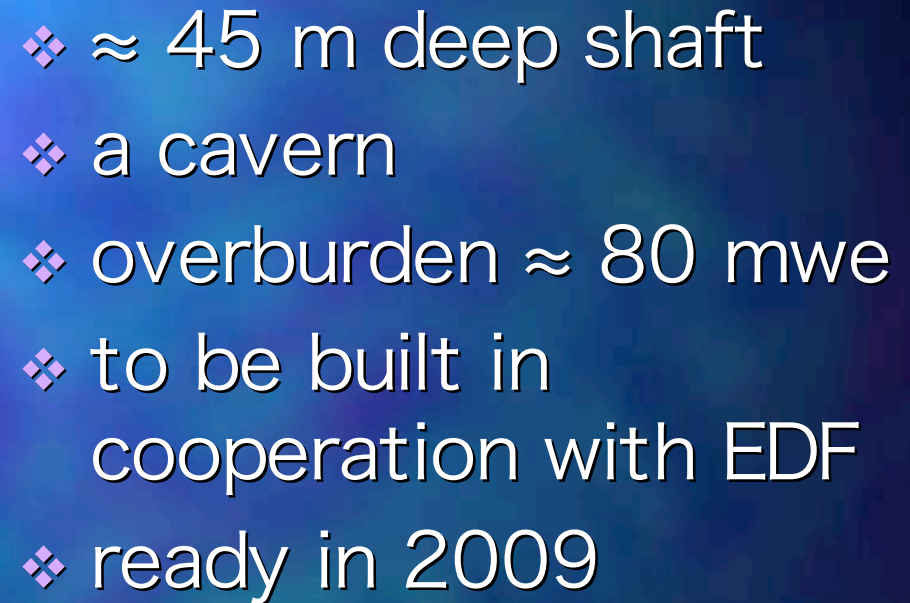 ❖ ≈ 45 m deep shaft
❖ a cavern
❖ overburden ≈ 80 mwe
❖ to be built in
cooperation with EDF
❖ ready in 2009